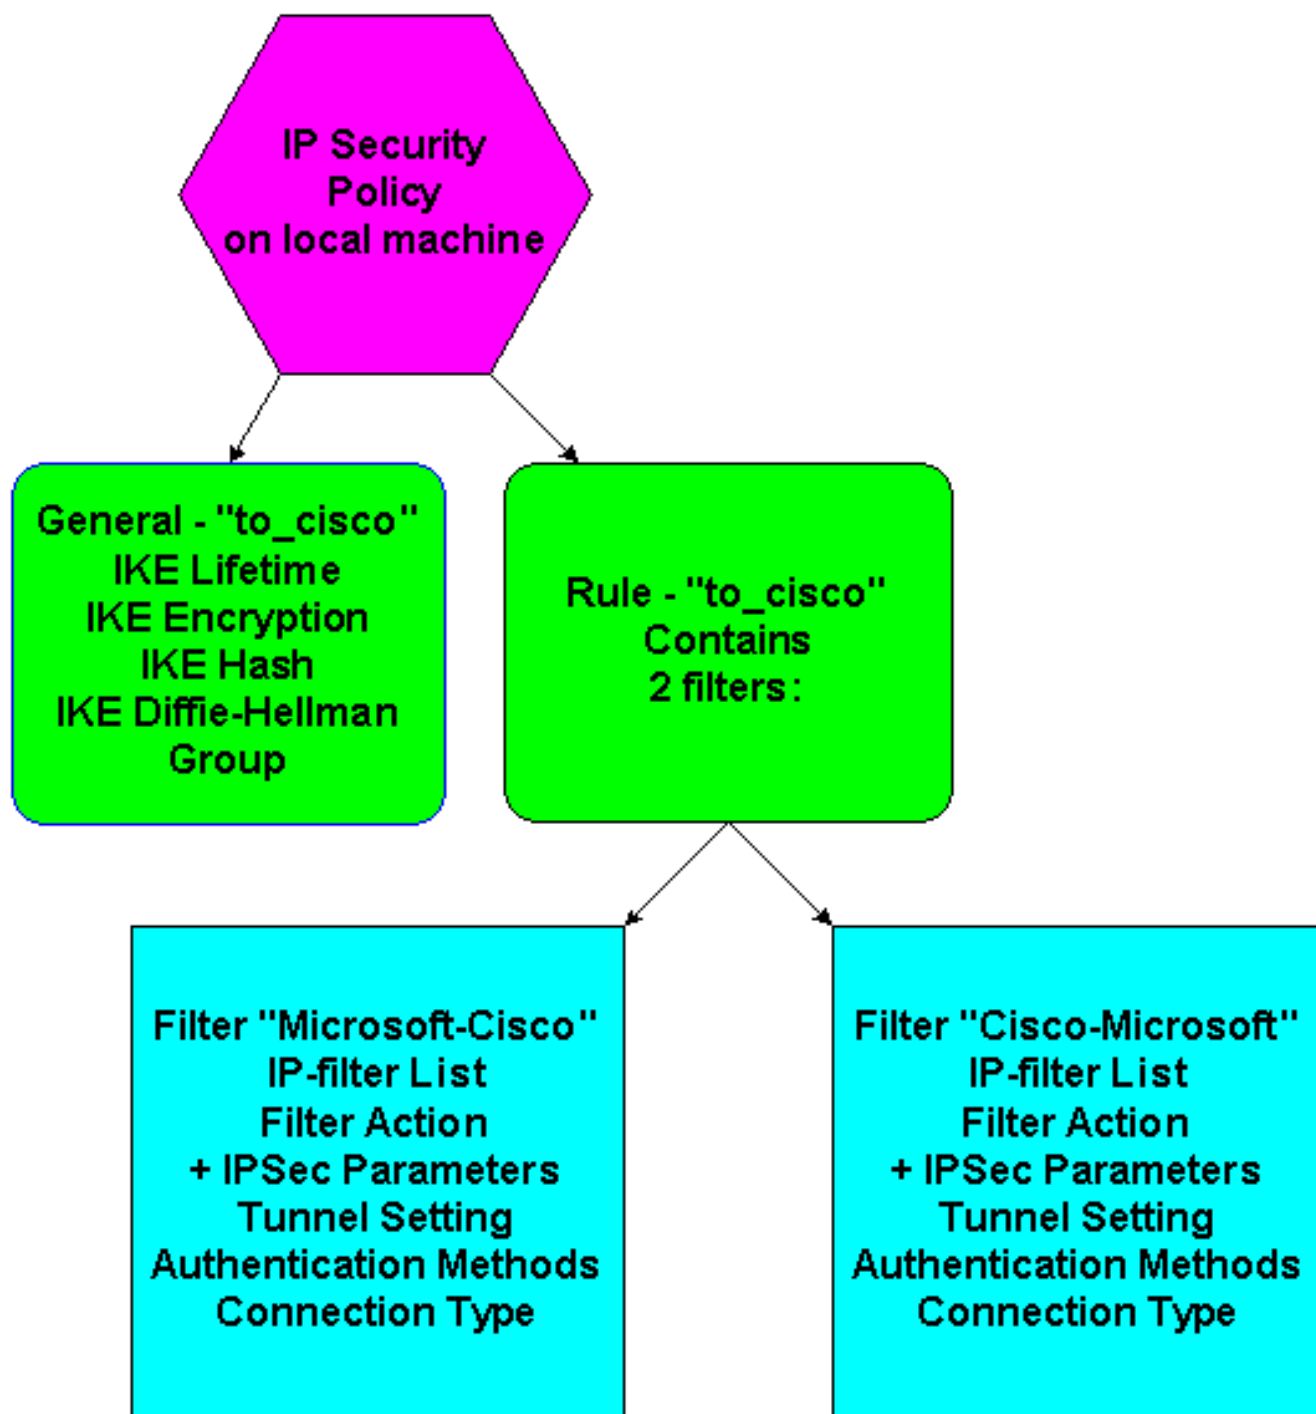 IP Security
Policy
on local machine
General - "to_cisco"
IKE Lifetime
IKE Encryption
IKE Hash
IKE Diffie-Hellman
Group
Rule - "to_cisco"
Contains
2 filters:
Filter "Microsoft-Cisco"
IP-filter List
Filter Action
+ IPSec Parameters
Tunnel Setting
Authentication Methods
Connection Type
Filter "Cisco-Microsoft"
IP-filter List
Filter Action
+ IPSec Parameters
Tunnel Setting
Authentication Methods
Connection Type